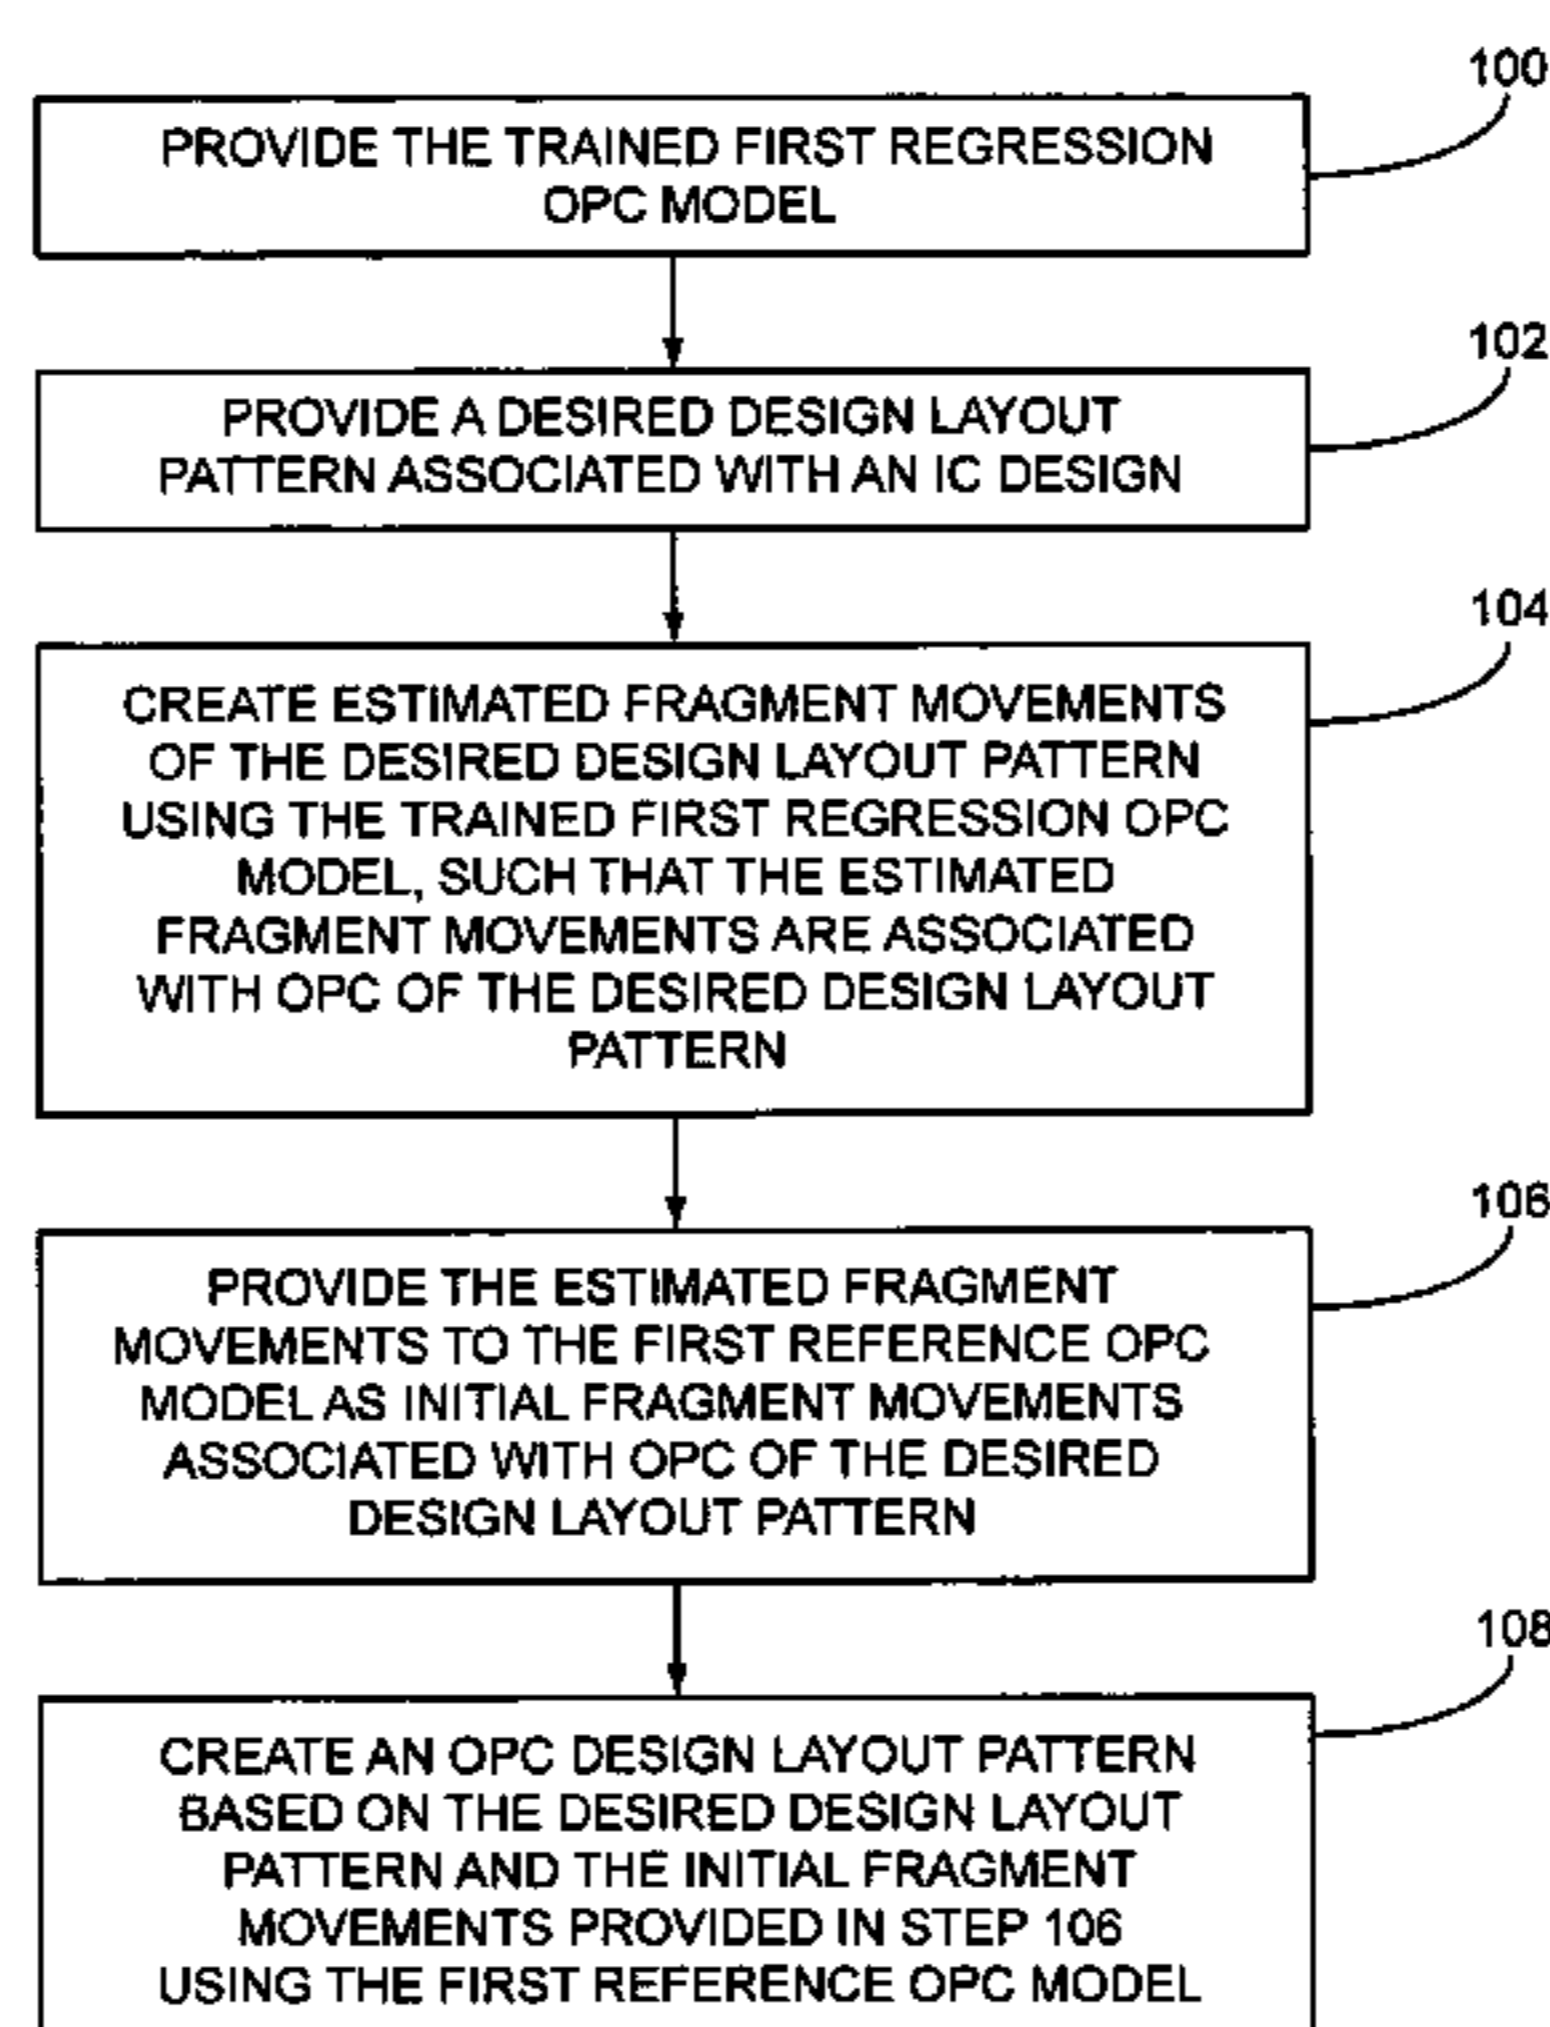 100
PROVIDE THE TRAINED FIRST REGRESSION
OPC MODEL
102
PROVIDE A DESIRED DESIGN LAYOUT
PATTERN ASSOCIATED WITH AN IC DESIGN
104
CREATE ESTIMATED FRAGMENT MOVEMENTS
OF THE DESIRED DESIGN LAYOUT PATTERN
USING THE TRAINED FIRST REGRESSION OPC
MODEL, SUCH THAT THE ESTIMATED
FRAGMENT MOVEMENTS ARE ASSOCIATED
WITH OPC OF THE DESIRED DESIGN LAYOUT
PATTERN
106
PROVIDE THE ESTIMATED FRAGMENT
MOVEMENTS TO THE FIRST REFERENCE OPC
MODEL AS INITIAL FRAGMENT MOVEMENTS
ASSOCIATED WITH OPC OF THE DESIRED
DESIGN LAYOUT PATTERN
108
CREATE AN OPC DESIGN LAYOUT PATTERN
BASED ON THE DESIRED DESIGN LAYOUT
PATTERN AND THE INITIAL FRAGMENT
MOVEMENTS PROVIDED IN STEP 106
USING THE FIRST REFERENCE OPC MODEL